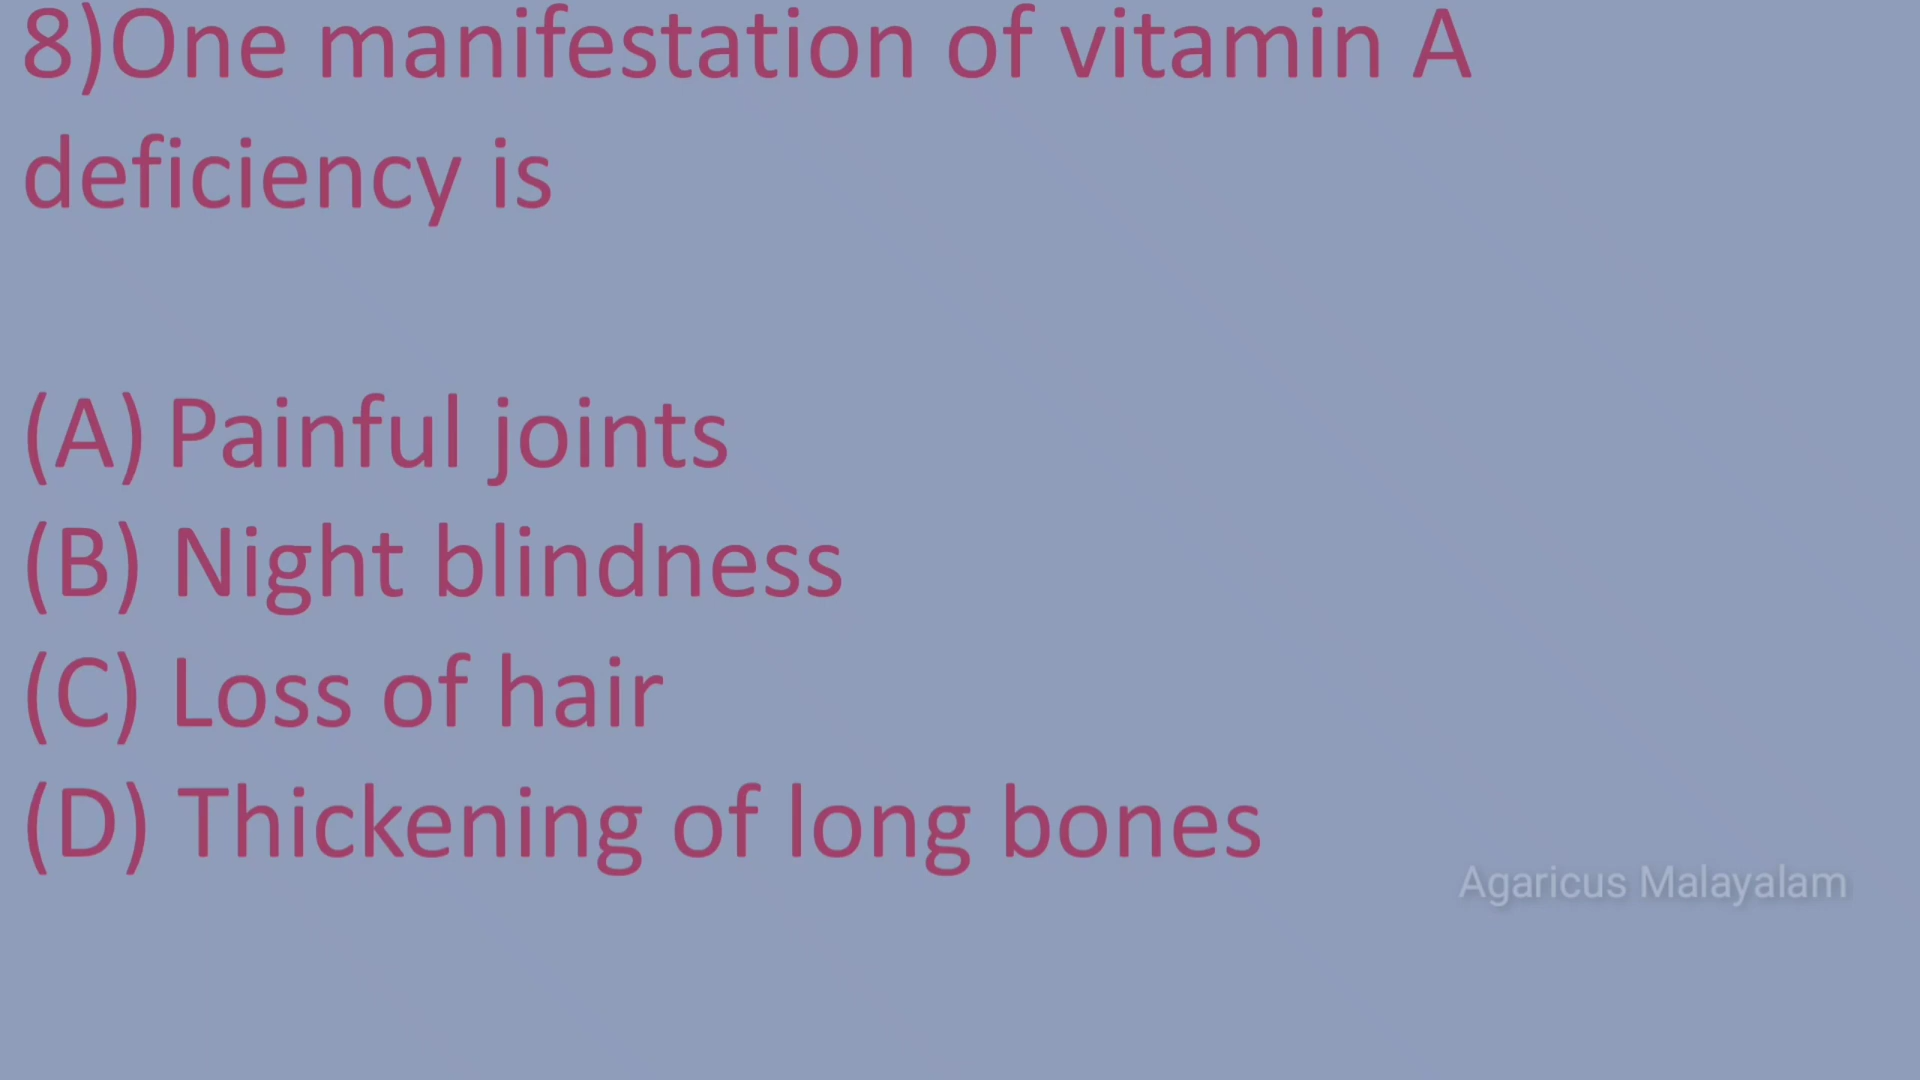 8)One manifestation of vitamin A
deficiency is
(A) Painful joints
(B) Night blindness
(C) Loss of hair
(D) Thickening of long bones
Agaricus Malayalam